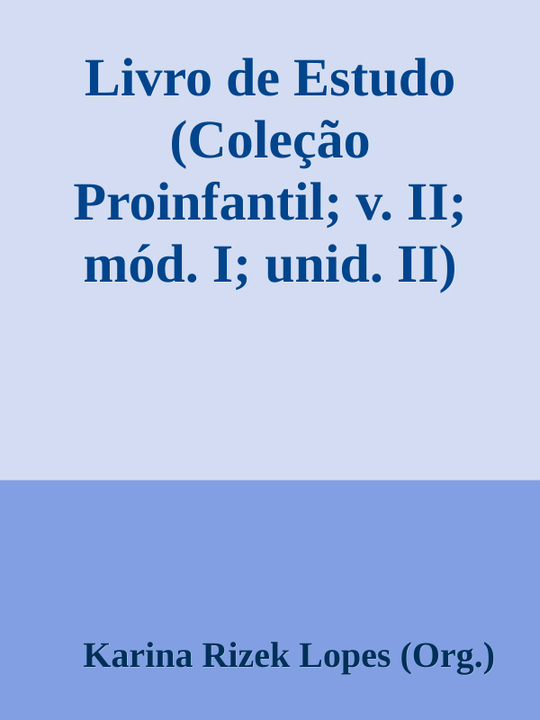 Livro de Estudo
(Coleção
Proinfantil; v. II;
mód. I; unid. II)
Karina Rizek Lopes (Org.)